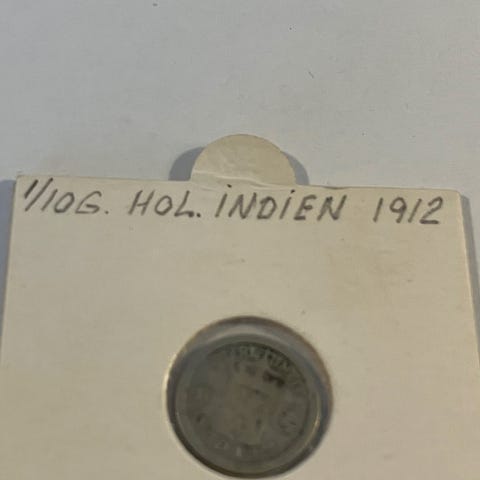 1/10G. HOL. INDIEN 1912